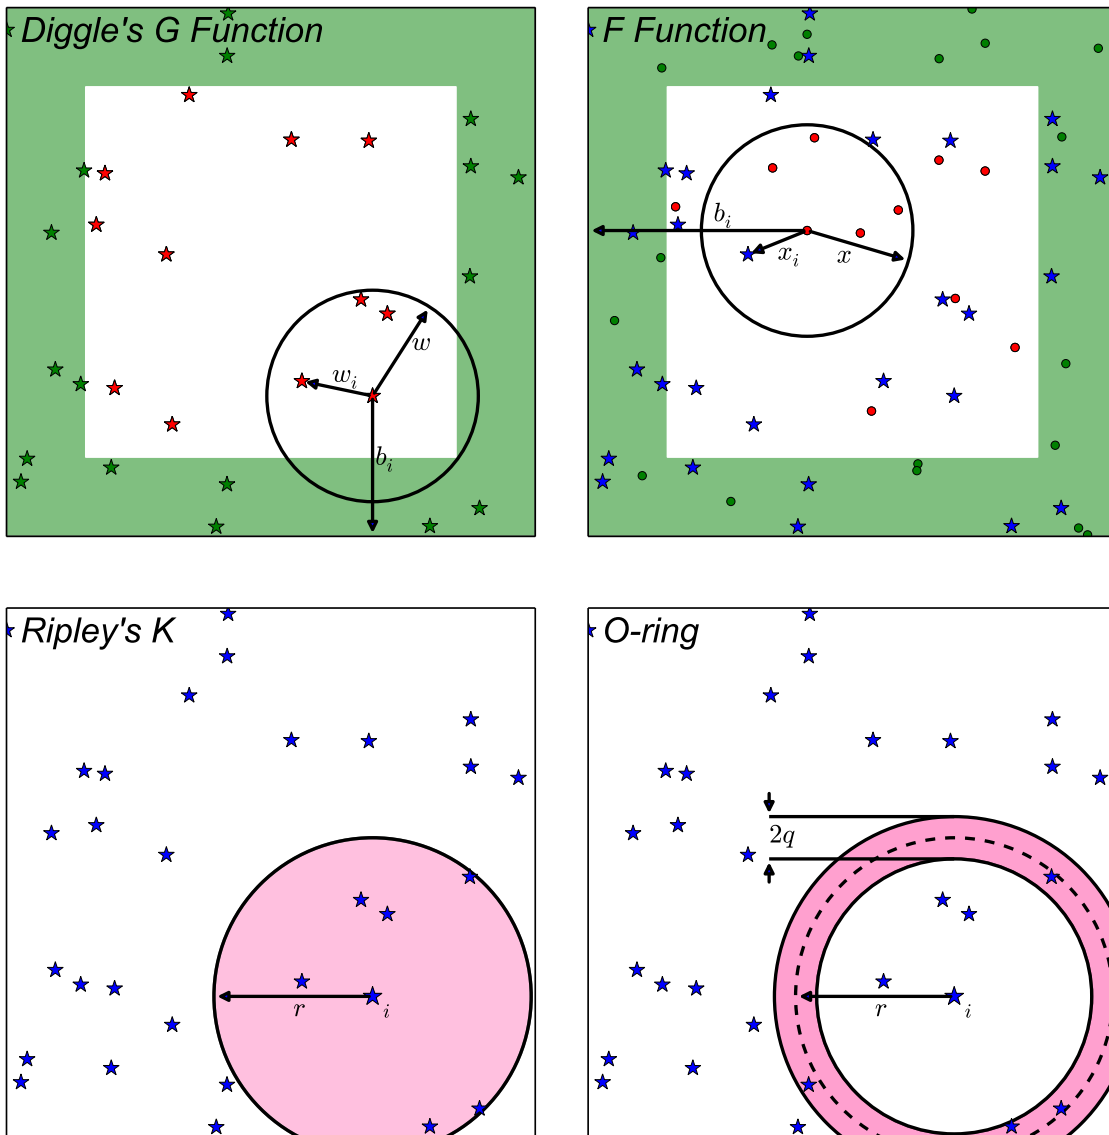 Diggle's G Function
w
w_i
b_i
F Function
b_i
x_i
x
Ripley's K
r
i
O-ring
2q
r
i